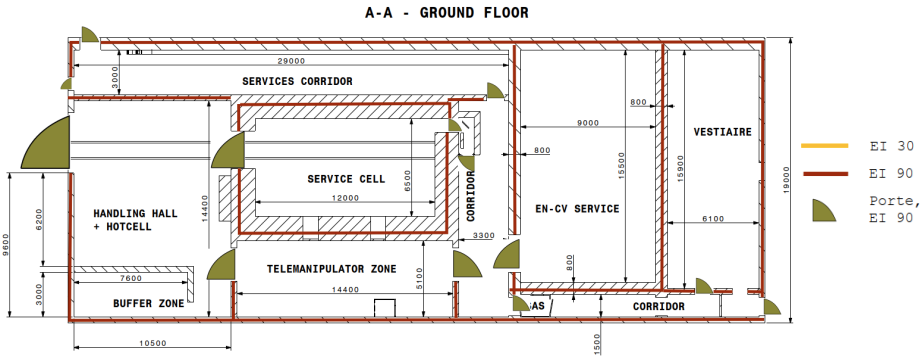 A-A - GROUND FLOOR
29000
3000
SERVICES CORRIDOR
800
VESTIAIRE
9000
800
15500
15900
19000
EI 30
EI 90
Porte,
EI 90
SERVICE CELL
6500
12000
CORRIDOR
14400
HANDLING HALL
+ HOTCELL
6200
9600
EN-CV SERVICE
6100
3300
TELEMANIPULATOR ZONE
5100
800
7600
3000
BUFFER ZONE
14400
CORRIDOR
10500
1500